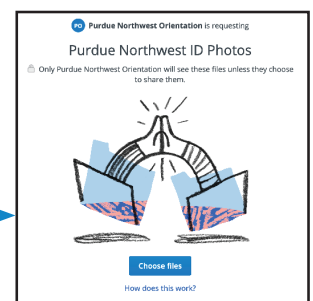 PO Purdue Northwest Orientation is requesting
Purdue Northwest ID Photos
Only Purdue Northwest Orientation will see these files unless they choose
to share them.
Choose files
How does this work?